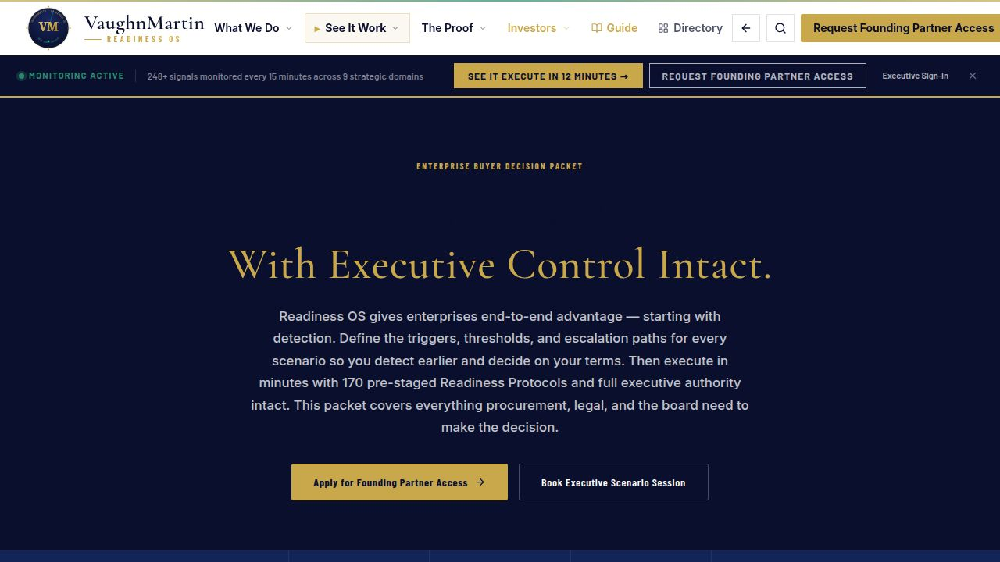 VM
VaughnMartin
READINESS OS
What We Do
▸ See It Work
The Proof
Investors
Guide
Directory
Request Founding Partner Access
MONITORING ACTIVE
248+ signals monitored every 15 minutes across 9 strategic domains
SEE IT EXECUTE IN 12 MINUTES →
REQUEST FOUNDING PARTNER ACCESS
Executive Sign-In
ENTERPRISE BUYER DECISION PACKET
With Executive Control Intact.
Readiness OS gives enterprises end-to-end advantage — starting with
detection. Define the triggers, thresholds, and escalation paths for every
scenario so you detect earlier and decide on your terms. Then execute in
minutes with 170 pre-staged Readiness Protocols and full executive authority
intact. This packet covers everything procurement, legal, and the board need to
make the decision.
Apply for Founding Partner Access →
Book Executive Scenario Session